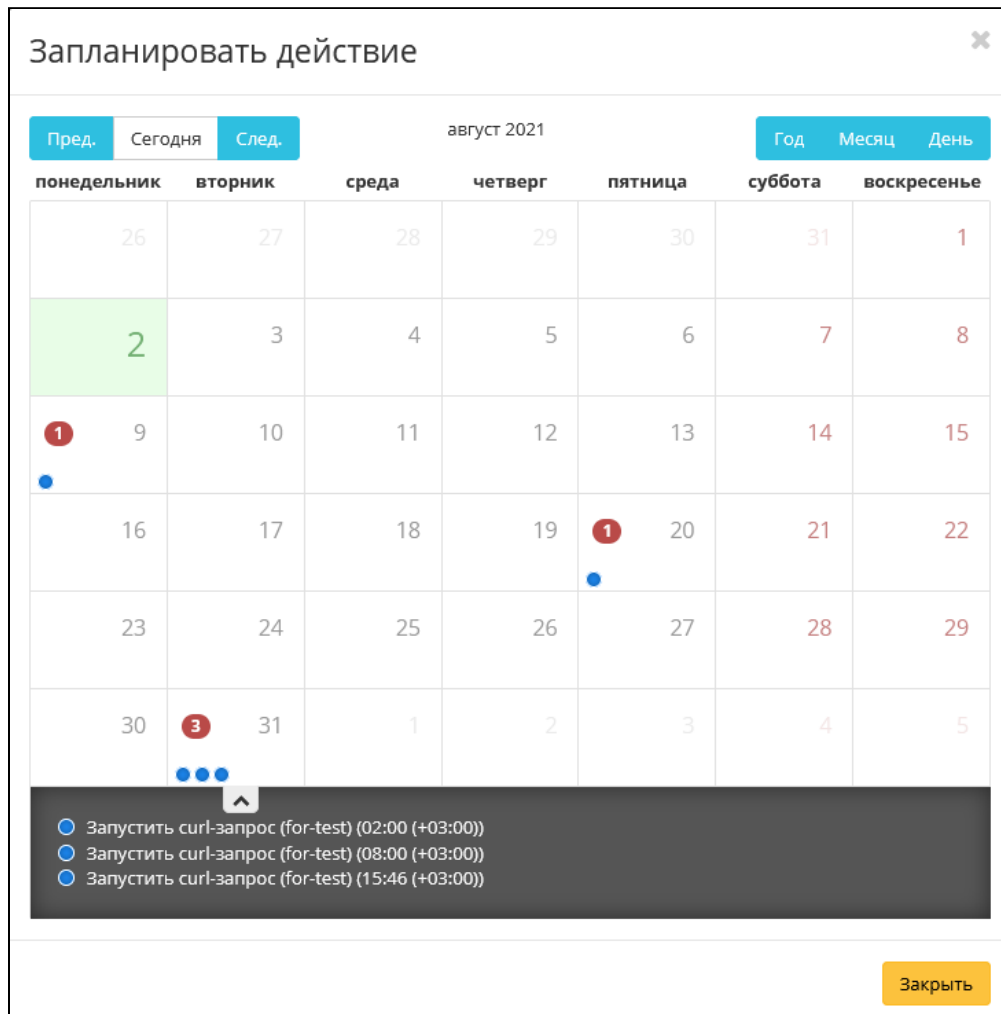 Запланировать действие ×
Пред. Сегодня След. август 2021 Год Месяц День
понедельник вторник среда четверг пятница суббота воскресенье
26 27 28 29 30 31 1
2 3 4 5 6 7 8
1 9 10 11 12 13 14 15
16 17 18 19 1 20 21 22
23 24 25 26 27 28 29
30 3 31 1 2 3 4 5
Запустить curl-запрос (for-test) (02:00 (+03:00))
Запустить curl-запрос (for-test) (08:00 (+03:00))
Запустить curl-запрос (for-test) (15:46 (+03:00))
Закрыть